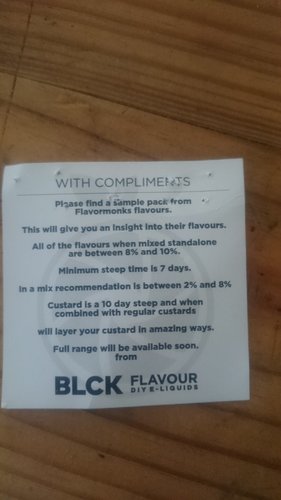 WITH COMPLIMENTS
Please find a sample pack from
Flavormonks flavours.
This will give you an insight into their flavours.
All of the flavours when mixed standalone
are between 8% and 10%.
Minimum steep time is 7 days.
In a mix recommendation is between 2% and 8%
Custard is a 10 day steep and when
combined with regular custards
will layer your custard in amazing ways.
Full range will be available soon.
from
BLCK FLAVOUR
DIY E-LIQUIDS